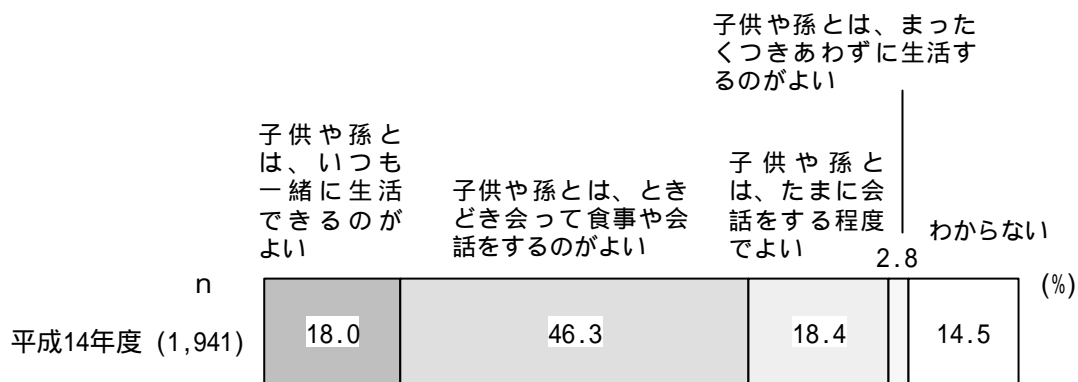 子供や孫とは、まった
くつきあわずに生活す
るのがよい
子供や孫と
は、いつも
一緒に生活
できるのが
よい
子供や孫とは、とき
どき会って食事や会
話をするのがよい
子供や孫と
は、たまに会
話をする程度
でよい
わからない
2.8
n
(%)
平成14年度 (1,941)
18.0
46.3
18.4
14.5